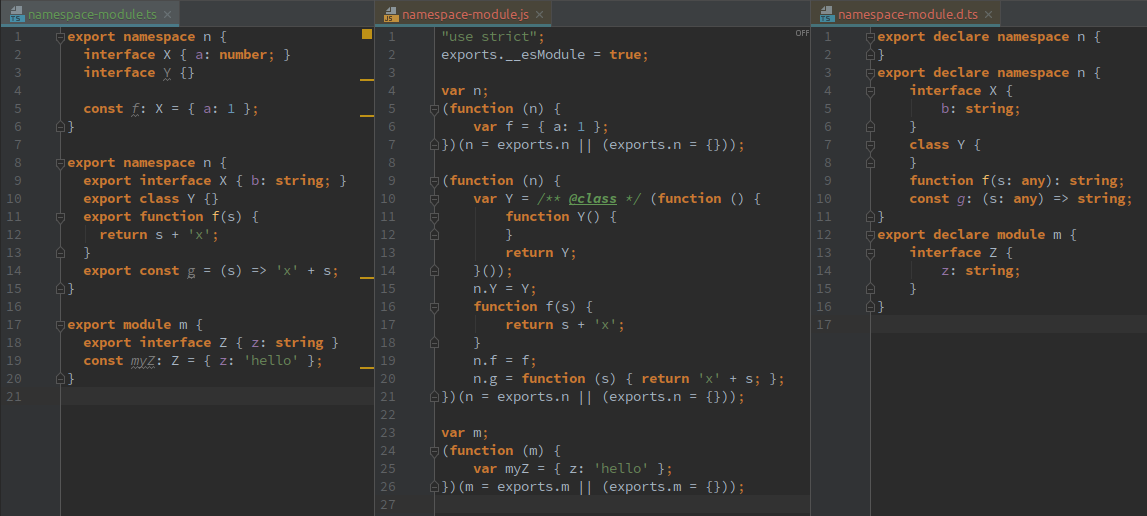 namespace-module.ts
1 export namespace n {
2   interface X { a: number; }
3   interface Y {}
4
5   const f: X = { a: 1 };
6 }
7
8 export namespace n {
9   export interface X { b: string; }
10   export class Y {}
11   export function f(s) {
12     return s + 'x';
13   }
14   export const g = (s) => 'x' + s;
15 }
16
17 export module m {
18   export interface Z { z: string }
19   const myZ: Z = { z: 'hello' };
20 }
21
namespace-module.js
OFF
1 "use strict";
2 exports.__esModule = true;
3
4 var n;
5 (function (n) {
6     var f = { a: 1 };
7 })(n = exports.n || (exports.n = {}));
8
9 (function (n) {
10     var Y = /** @class */ (function () {
11         function Y() {
12         }
13         return Y;
14     }());
15     n.Y = Y;
16     function f(s) {
17         return s + 'x';
18     }
19     n.f = f;
20     n.g = function (s) { return 'x' + s; };
21 })(n = exports.n || (exports.n = {}));
22
23 var m;
24 (function (m) {
25     var myZ = { z: 'hello' };
26 })(m = exports.m || (exports.m = {}));
27
namespace-module.d.ts
1 export declare namespace n {
2 }
3 export declare namespace n {
4     interface X {
5         b: string;
6     }
7     class Y {
8     }
9     function f(s: any): string;
10     const g: (s: any) => string;
11 }
12 export declare module m {
13     interface Z {
14         z: string;
15     }
16 }
17